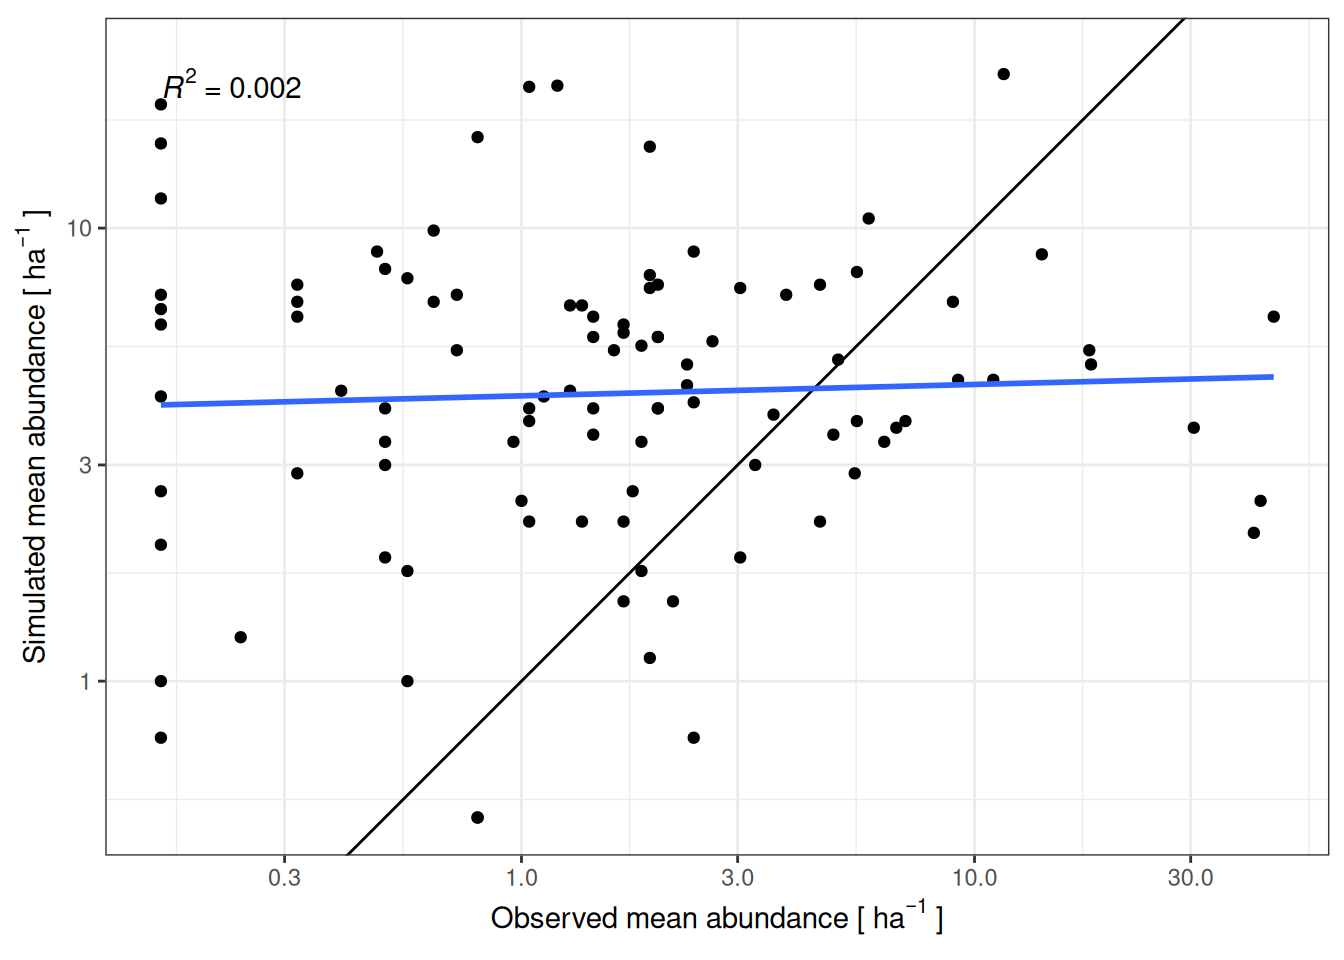 R² = 0.002
10
3
1
Simulated mean abundance [ ha⁻¹ ]
0.3 1.0 3.0 10.0 30.0
Observed mean abundance [ ha⁻¹ ]